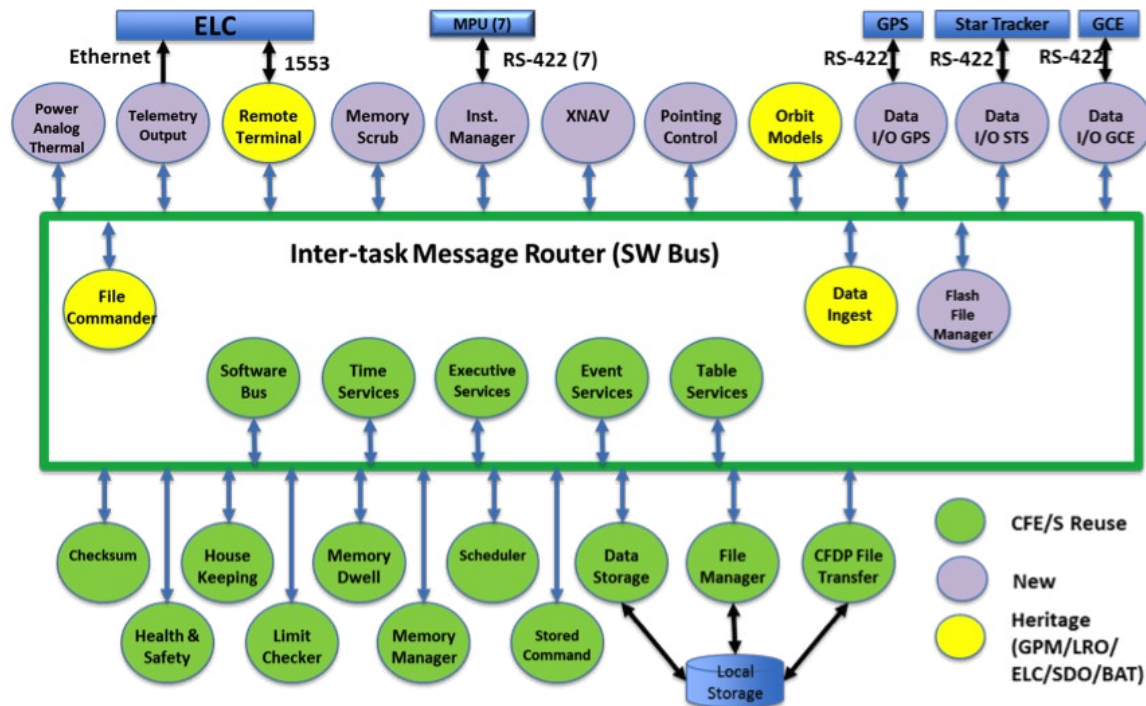 ELC
MPU (7)
GPS
Star Tracker
GCE
Ethernet
1553
RS-422 (7)
RS-422
RS-422
RS-422
Power
Analog
Thermal
Telemetry
Output
Remote
Terminal
Memory
Scrub
Inst.
Manager
XNAV
Pointing
Control
Orbit
Models
Data
I/O GPS
Data
I/O STS
Data
I/O GCE
Inter-task Message Router (SW Bus)
File
Commander
Data
Ingest
Flash
File
Manager
Software
Bus
Time
Services
Executive
Services
Event
Services
Table
Services
Checksum
House
Keeping
Memory
Dwell
Scheduler
Data
Storage
File
Manager
CFDP File
Transfer
Health &
Safety
Limit
Checker
Memory
Manager
Stored
Command
Local
Storage
CFE/S Reuse
New
Heritage
(GPM/LRO/
ELC/SDO/BAT)